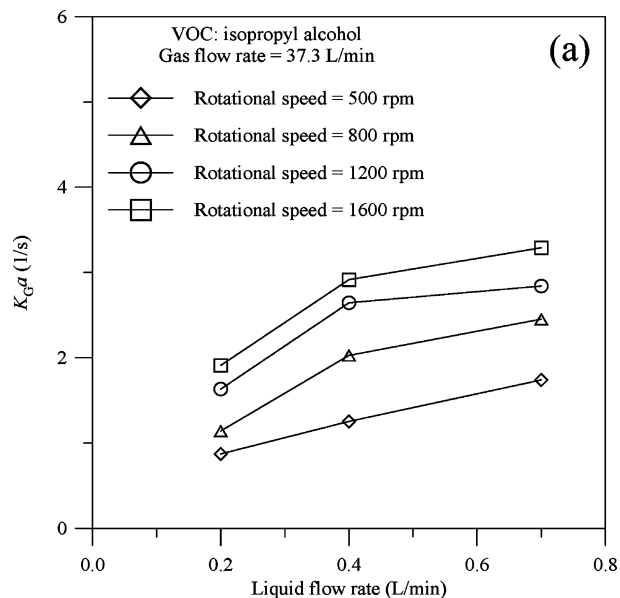 VOC: isopropyl alcohol
Gas flow rate = 37.3 L/min
(a)
Rotational speed = 500 rpm
Rotational speed = 800 rpm
Rotational speed = 1200 rpm
Rotational speed = 1600 rpm
6
4
2
0
KGa (1/s)
0.0 0.2 0.4 0.6 0.8
Liquid flow rate (L/min)